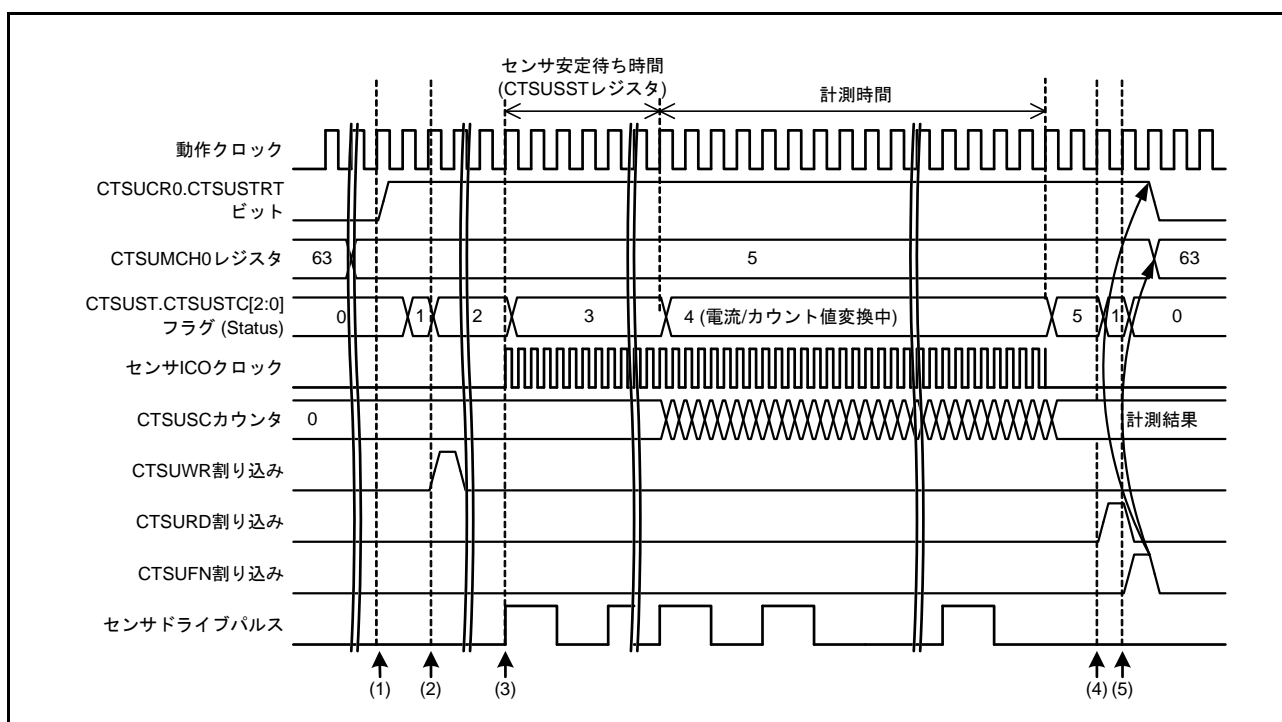 センサ安定待ち時間
(CTSUSSTレジスタ)
計測時間
動作クロック
CTSUCR0.CTSUSTRT
ビット
CTSUMCH0レジスタ
63
5
63
CTSUST.CTSUSTC[2:0]
フラグ (Status)
0
1
2
3
4 (電流/カウント値変換中)
5
1
0
センサICOクロック
CTSUSCカウンタ
0
計測結果
CTSUWR割り込み
CTSURD割り込み
CTSUFN割り込み
センサドライブパルス
(1)
(2)
(3)
(4)
(5)